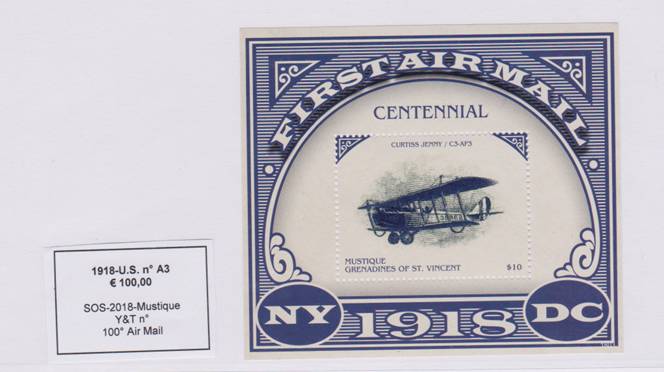 FIRST AIR MAIL
CENTENNIAL
CURTISS JENNY / C3-AP3
MUSTIQUE
GRENADINES OF ST. VINCENT $10
NY 1918 DC
1918-U.S. n° A3
€ 100,00
SOS-2018-Mustique
Y&T n°
100° Air Mail